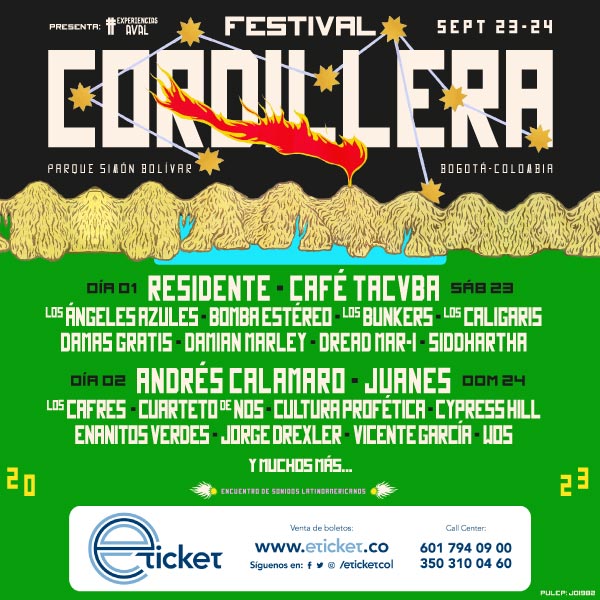 PRESENTA: EXPERIENCIAS AVAL
FESTIVAL
SEPT 23-24
CORDILLERA
PARQUE SIMÓN BOLÍVAR
BOGOTÁ-COLOMBIA
DÍA 01 RESIDENTE · CAFÉ TACVBA SÁB 23
LOS ÁNGELES AZULES · BOMBA ESTÉREO · LOS BUNKERS · LOS CALIGARIS
DAMAS GRATIS · DAMIAN MARLEY · DREAD MAR-I · SIDDHARTHA
DÍA 02 ANDRÉS CALAMARO · JUANES DOM 24
LOS CAFRES · CUARTETO DE NOS · CULTURA PROFÉTICA · CYPRESS HILL
ENANITOS VERDES · JORGE DREXLER · VICENTE GARCÍA · WOS
Y MUCHOS MÁS...
20 23
ENCUENTRO DE SONIDOS LATINOAMERICANOS
eticket
Venta de boletos:
www.eticket.co
Síguenos en: /eticketcol
Call Center:
601 794 09 00
350 310 04 60
PULEP: JOI982